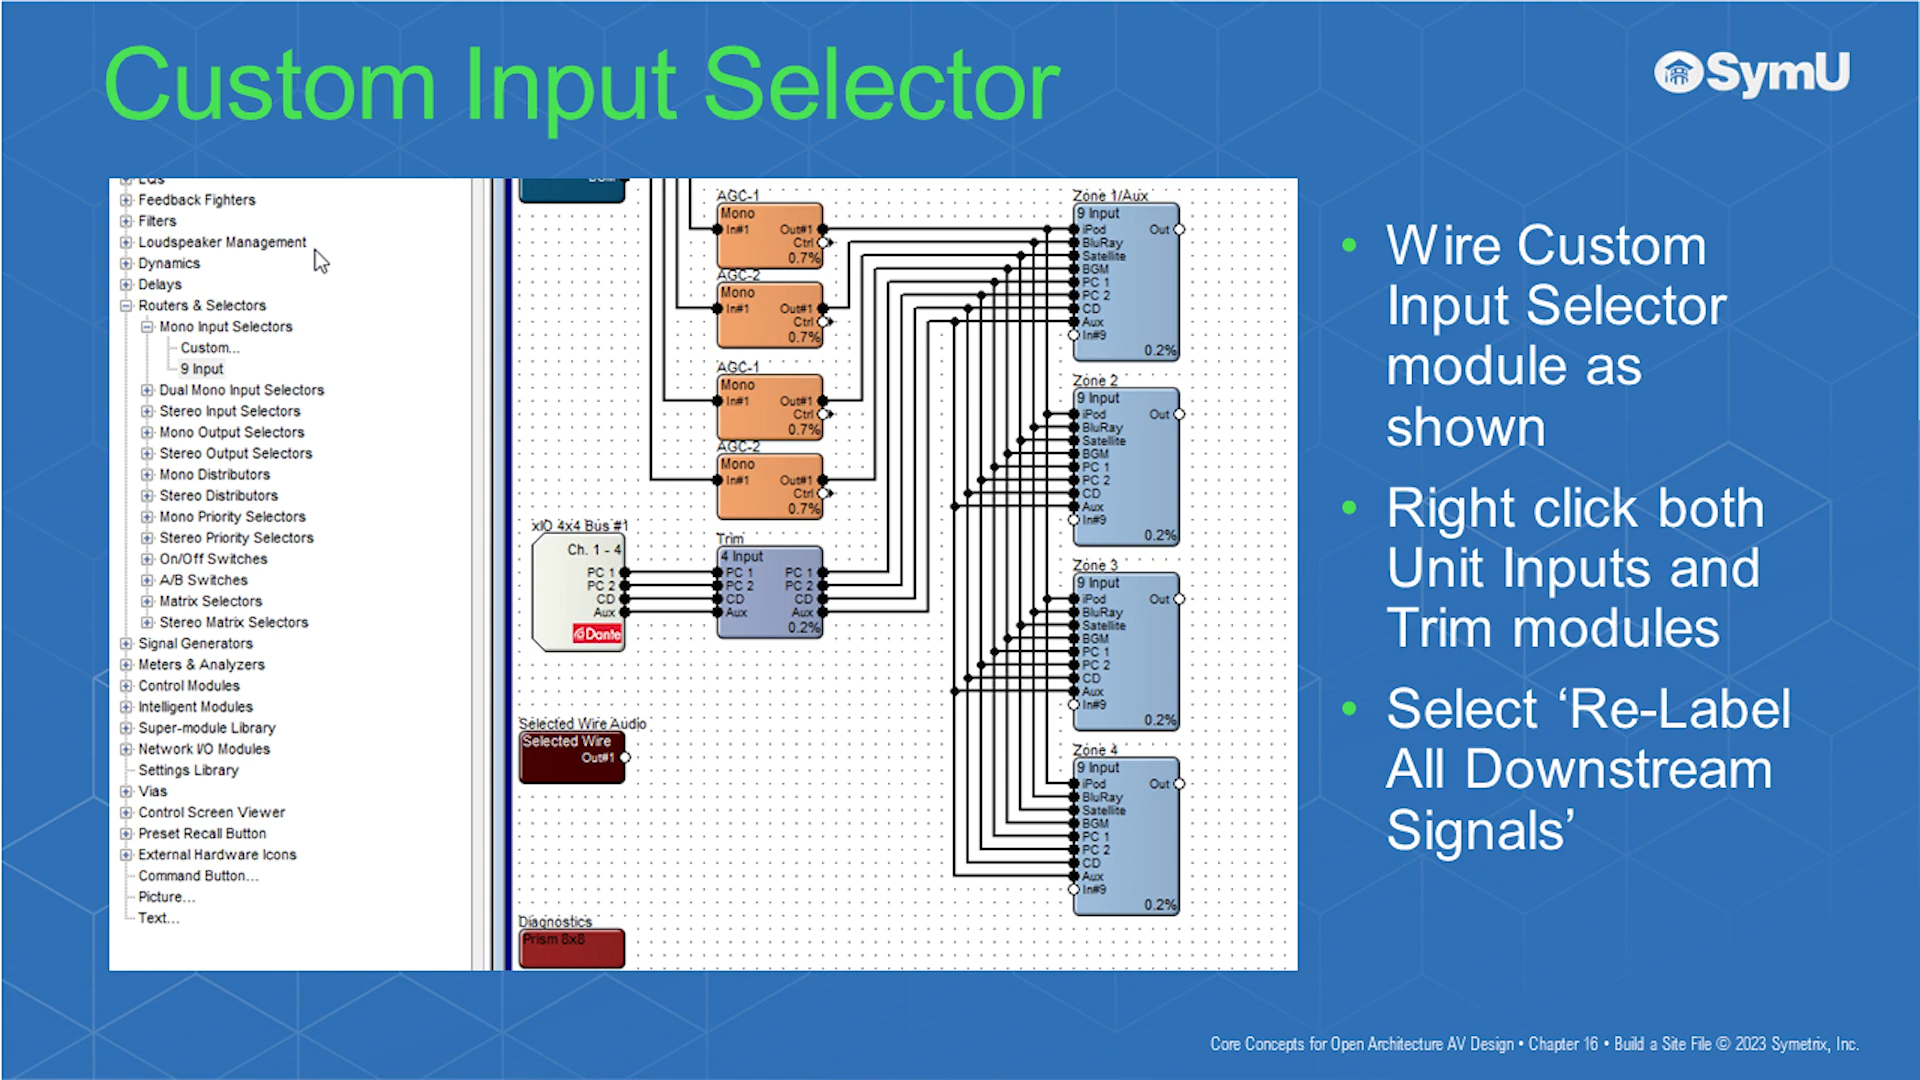 Custom Input Selector
SymU
EQs
Feedback Fighters
Filters
Loudspeaker Management
Dynamics
Delays
Routers & Selectors
Mono Input Selectors
Custom...
9 Input
Dual Mono Input Selectors
Stereo Input Selectors
Mono Output Selectors
Stereo Output Selectors
Mono Distributors
Stereo Distributors
Mono Priority Selectors
Stereo Priority Selectors
On/Off Switches
A/B Switches
Matrix Selectors
Stereo Matrix Selectors
Signal Generators
Meters & Analyzers
Control Modules
Intelligent Modules
Super-module Library
Network I/O Modules
Settings Library
Vias
Control Screen Viewer
Preset Recall Button
External Hardware Icons
Command Button...
Picture...
Text...
BGM
AGC-1
Mono
In#1 Out#1
Ctrl
0.7%
AGC-2
Mono
In#1 Out#1
Ctrl
0.7%
AGC-1
Mono
In#1 Out#1
Ctrl
0.7%
AGC-2
Mono
In#1 Out#1
Ctrl
0.7%
xIO 4x4 Bus #1
Ch. 1 - 4
PC 1
PC 2
CD
Aux
Dante
Trim
4 Input
PC 1 PC 1
PC 2 PC 2
CD CD
Aux Aux
0.2%
Selected Wire Audio
Selected Wire
Out#1
Diagnostics
Prism 8x8
Zone 1/Aux
9 Input
iPod Out
BluRay
Satellite
BGM
PC 1
PC 2
CD
Aux
In#9
0.2%
Zone 2
9 Input
iPod Out
BluRay
Satellite
BGM
PC 1
PC 2
CD
Aux
In#9
0.2%
Zone 3
9 Input
iPod Out
BluRay
Satellite
BGM
PC 1
PC 2
CD
Aux
In#9
0.2%
Zone 4
9 Input
iPod Out
BluRay
Satellite
BGM
PC 1
PC 2
CD
Aux
In#9
0.2%
• Wire Custom
Input Selector
module as
shown
• Right click both
Unit Inputs and
Trim modules
• Select ‘Re-Label
All Downstream
Signals’
Core Concepts for Open Architecture AV Design • Chapter 16 • Build a Site File © 2023 Symetrix, Inc.